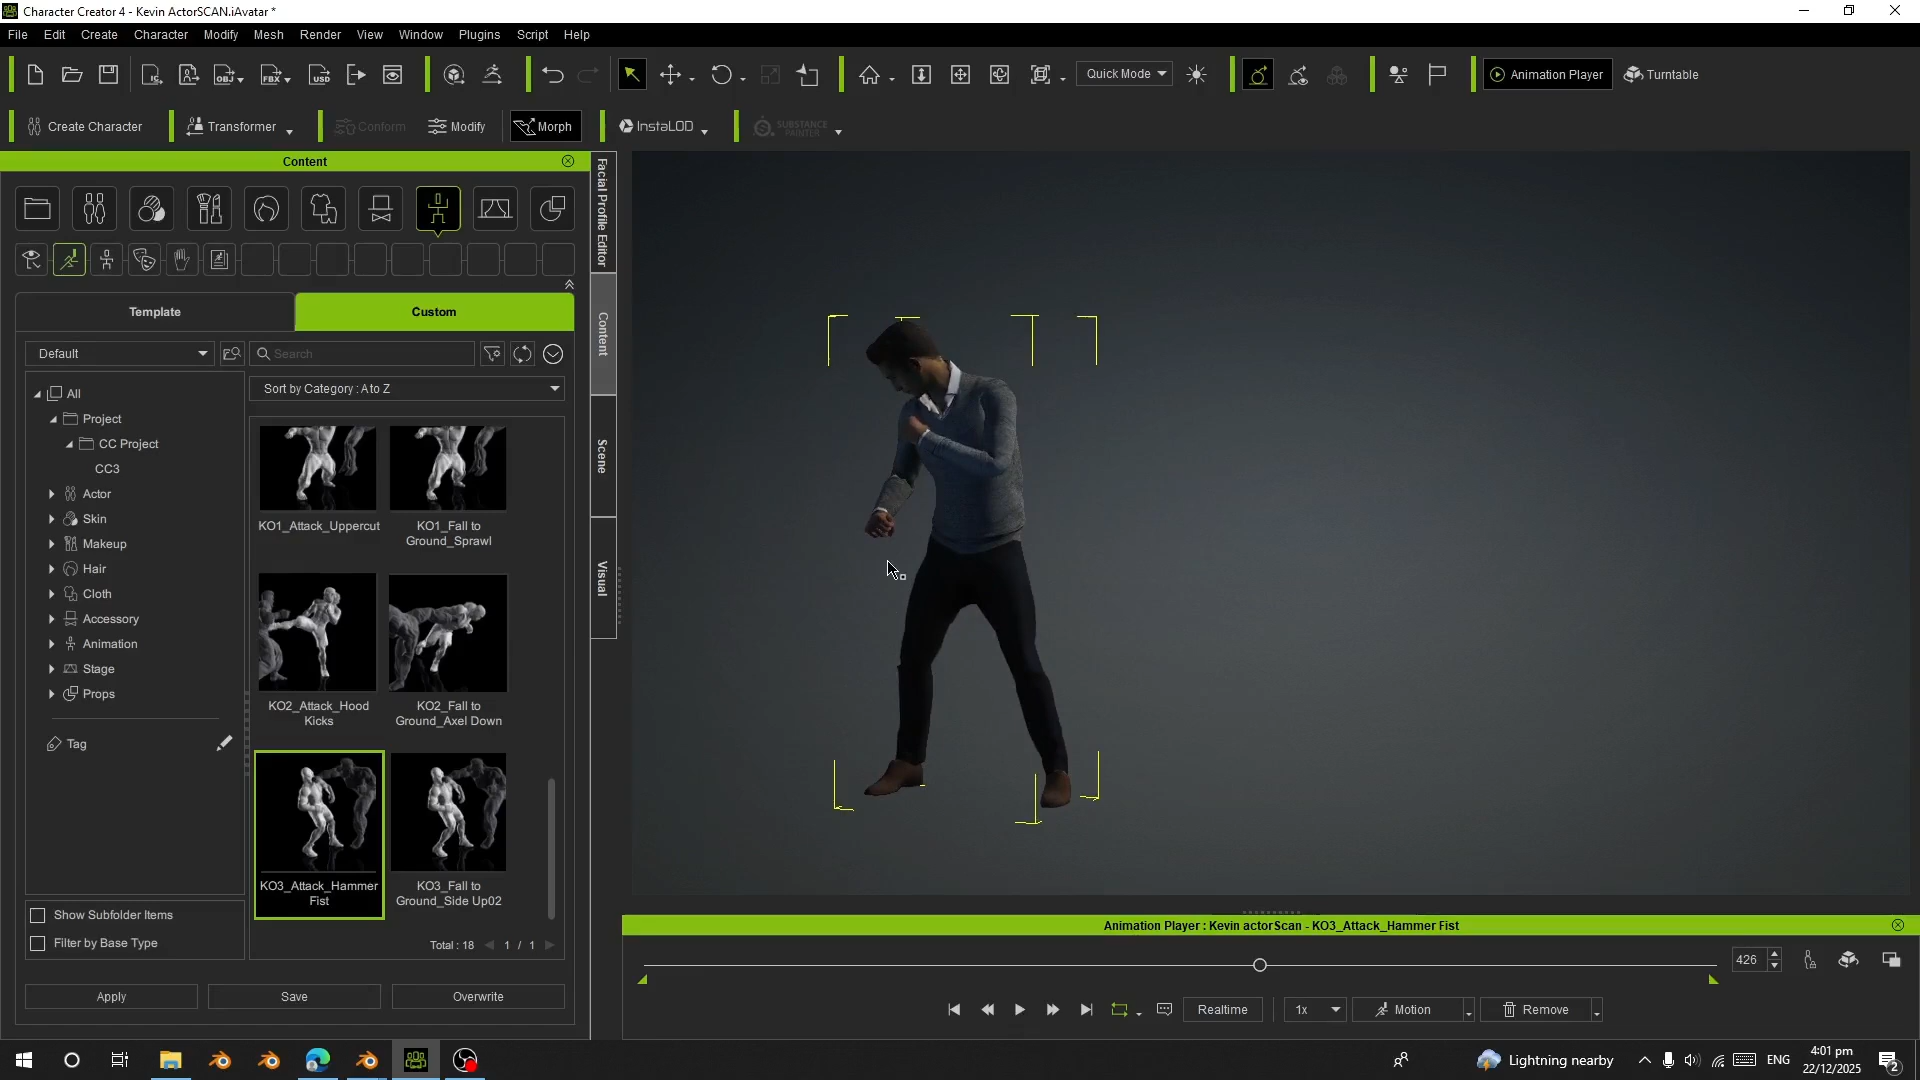 Character Creator 4 - Kevin ActorSCAN.iAvatar *
File Edit Create Character Modify Mesh Render View Window Plugins Script Help
Quick Mode
Animation Player
Turntable
Create Character
Transformer
Conform
Modify
Morph
InstaLOD
SUBSTANCE
PAINTER
Content
Facial Profile Editor
Content
Scene
Visual
Template
Custom
Default
Search
Sort by Category : A to Z
All
Project
CC Project
CC3
Actor
Skin
Makeup
Hair
Cloth
Accessory
Animation
Stage
Props
Tag
KO1_Attack_Uppercut
KO1_Fall to
Ground_Sprawl
KO2_Attack_Hood
Kicks
KO2_Fall to
Ground_Axel Down
KO3_Attack_Hammer
Fist
KO3_Fall to
Ground_Side Up02
Show Subfolder Items
Filter by Base Type
Total : 18 1 / 1
Apply
Save
Overwrite
Animation Player : Kevin actorScan - KO3_Attack_Hammer Fist
426
Realtime
1x
Motion
Remove
Lightning nearby
ENG
4:01 pm
22/12/2025
2